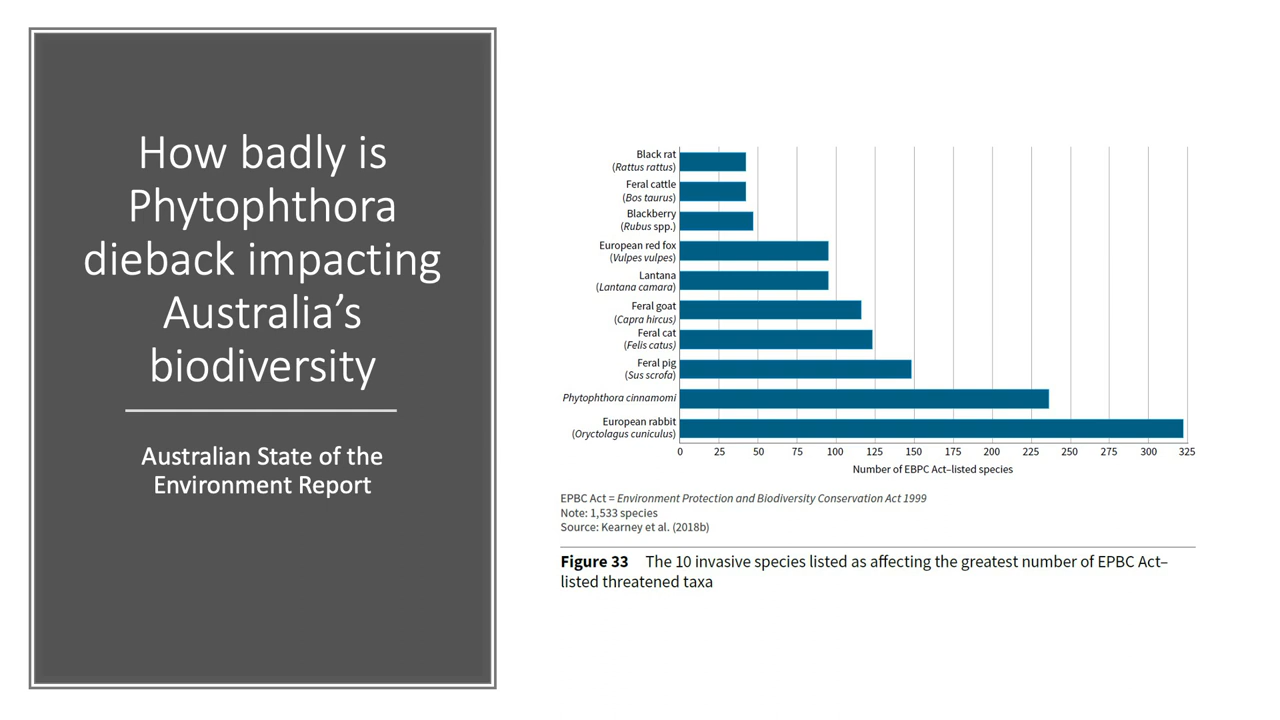 How badly is
Phytophthora
dieback impacting
Australia’s
biodiversity
Australian State of the
Environment Report
Black rat
(Rattus rattus)
Feral cattle
(Bos taurus)
Blackberry
(Rubus spp.)
European red fox
(Vulpes vulpes)
Lantana
(Lantana camara)
Feral goat
(Capra hircus)
Feral cat
(Felis catus)
Feral pig
(Sus scrofa)
Phytophthora cinnamomi
European rabbit
(Oryctolagus cuniculus)
0 25 50 75 100 125 150 175 200 225 250 275 300 325
Number of EBPC Act–listed species
EPBC Act = Environment Protection and Biodiversity Conservation Act 1999
Note: 1,533 species
Source: Kearney et al. (2018b)
Figure 33 The 10 invasive species listed as affecting the greatest number of EPBC Act–
listed threatened taxa